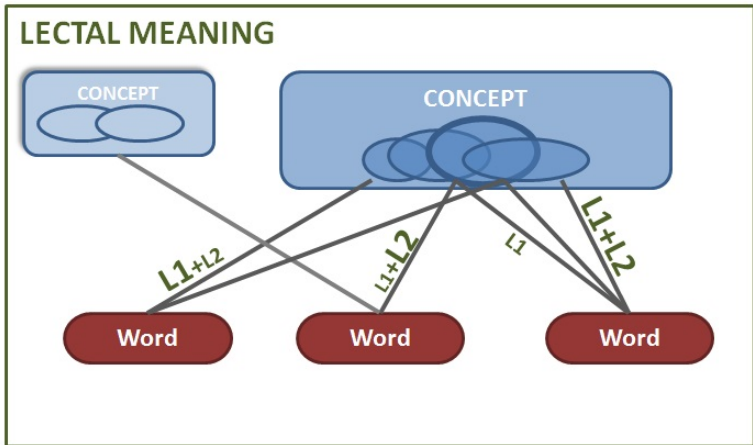 LECTAL MEANING
CONCEPT
CONCEPT
L1+L2
L1+L2
L1
L1+L2
Word
Word
Word